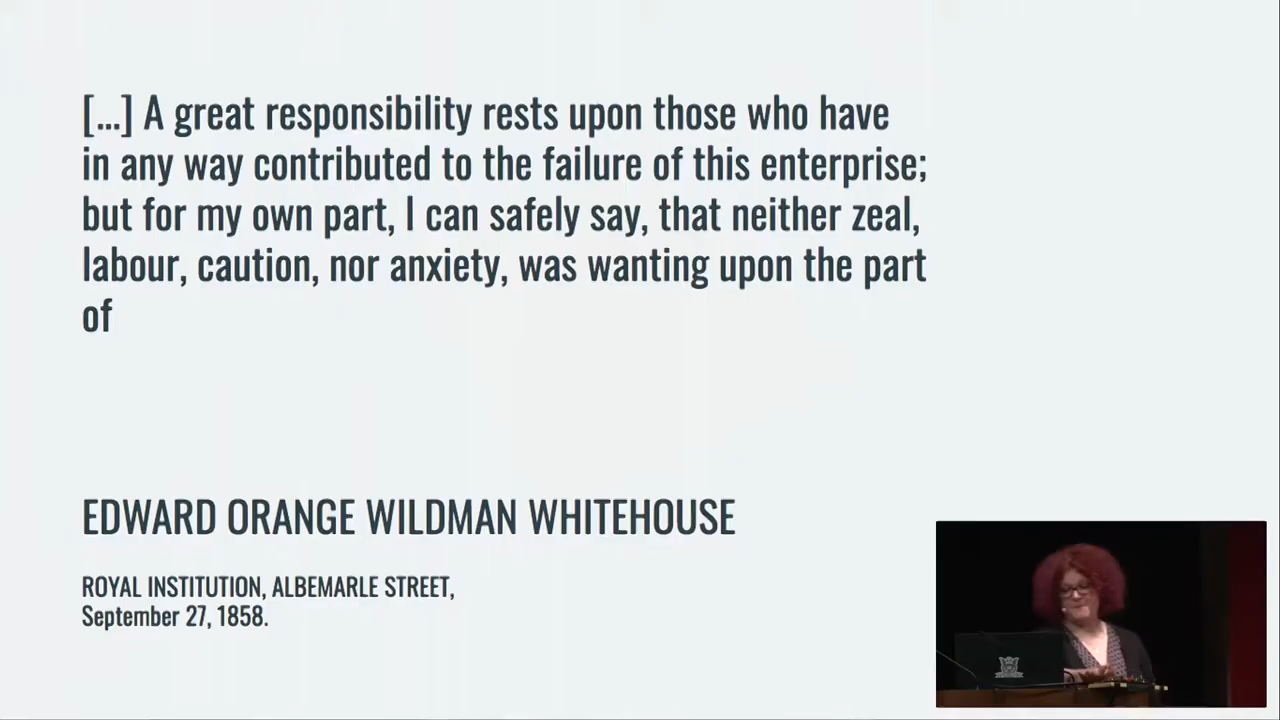 [...] A great responsibility rests upon those who have
in any way contributed to the failure of this enterprise;
but for my own part, I can safely say, that neither zeal,
labour, caution, nor anxiety, was wanting upon the part
of
EDWARD ORANGE WILDMAN WHITEHOUSE
ROYAL INSTITUTION, ALBEMARLE STREET,
September 27, 1858.